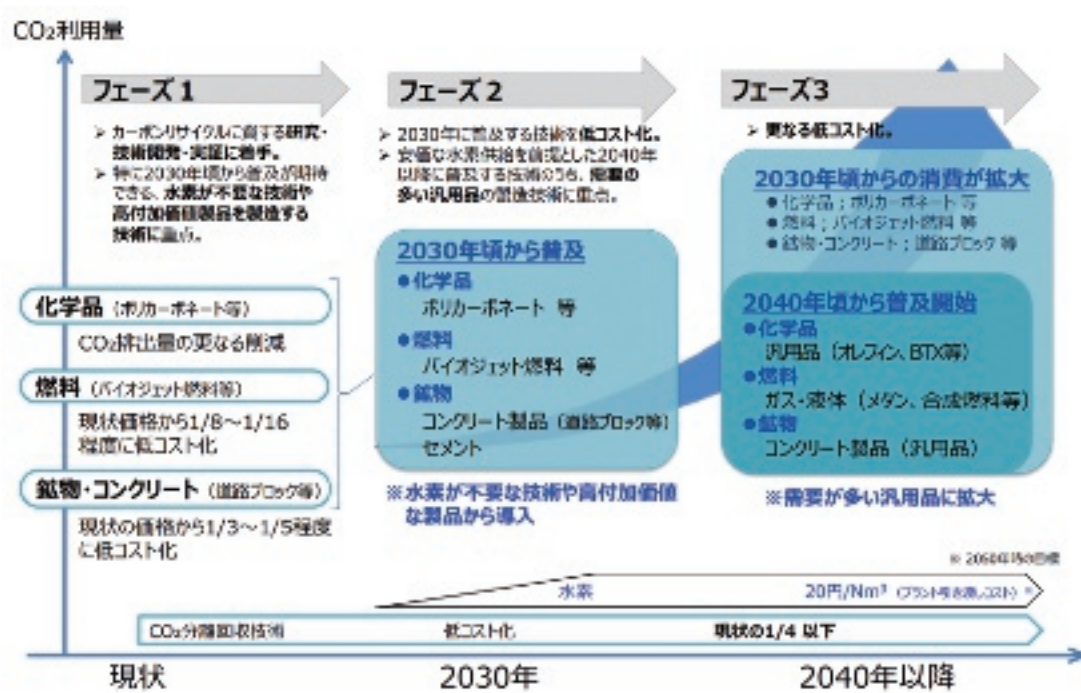 CO₂利用量
フェーズ1
➢ カーボンリサイクルに資する研究・
技術開発・実証に着手。
➢ 特に2030年頃から普及が期待
できる、水素が不要な技術や
高付加価値製品を製造する
技術に重点。
化学品（ポリカーボネート等）
CO₂排出量の更なる削減
燃料（バイオジェット燃料等）
現状価格から1/8～1/16
程度に低コスト化
鉱物・コンクリート（道路ブロック等）
現状の価格から1/3～1/5程度
に低コスト化
フェーズ2
➢ 2030年に普及する技術を低コスト化。
➢ 安価な水素供給を前提とした2040年
以降に普及する技術のうち、需要の
多い汎用品の製造技術に重点。
2030年頃から普及
●化学品
ポリカーボネート 等
●燃料
バイオジェット燃料 等
●鉱物
コンクリート製品（道路ブロック等）
セメント
※水素が不要な技術や高付加価値
な製品から導入
フェーズ3
➢ 更なる低コスト化。
2030年頃からの消費が拡大
● 化学品；ポリカーボネート 等
● 燃料；バイオジェット燃料 等
● 鉱物・コンクリート；道路ブロック 等
2040年頃から普及開始
●化学品
汎用品（オレフィン、BTX等）
●燃料
ガス・液体（メタン、合成燃料等）
●鉱物
コンクリート製品（汎用品）
※需要が多い汎用品に拡大
水素 20円/Nm³（プラント引き渡しコスト）※
CO₂分離回収技術 低コスト化 現状の1/4 以下
現状 2030年 2040年以降